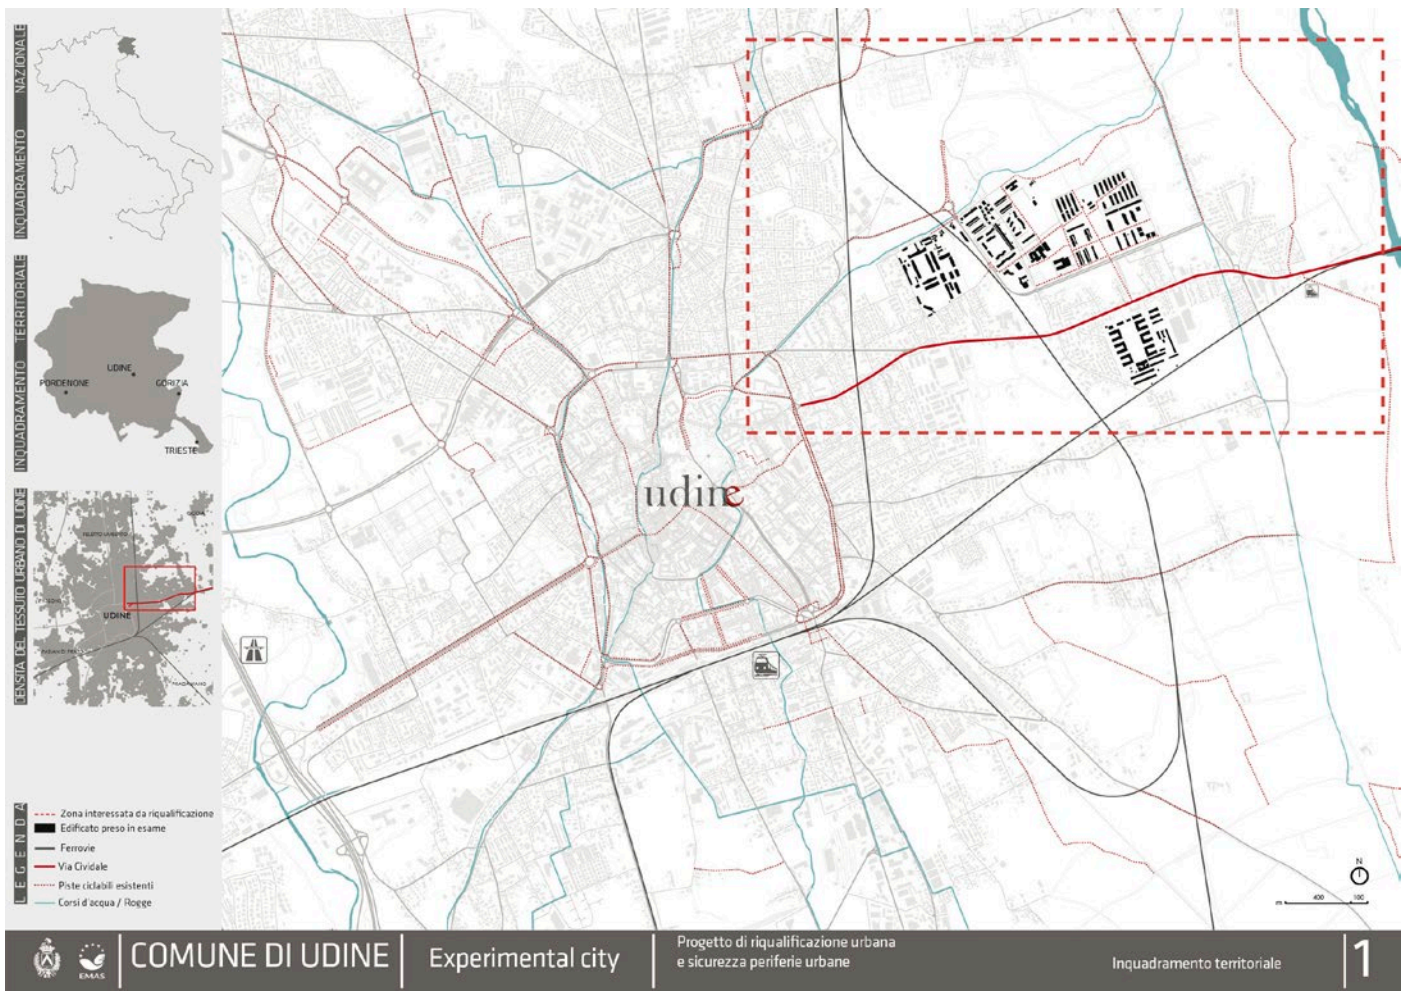 INQUADRAMENTO NAZIONALE
INQUADRAMENTO TERRITORIALE
UDINE
PORDENONE
GORIZIA
TRIESTE
DENSITÀ DEL TESSUTO URBANO DI UDINE
UDINE
LEGENDA
Zona interessata da riqualificazione
Edificato preso in esame
Ferrovie
Via Cividale
Piste ciclabili esistenti
Corsi d'acqua / Rogge
udine
N
m 400 100
EMAS
COMUNE DI UDINE
Experimental city
Progetto di riqualificazione urbana
e sicurezza periferie urbane
Inquadramento territoriale
1